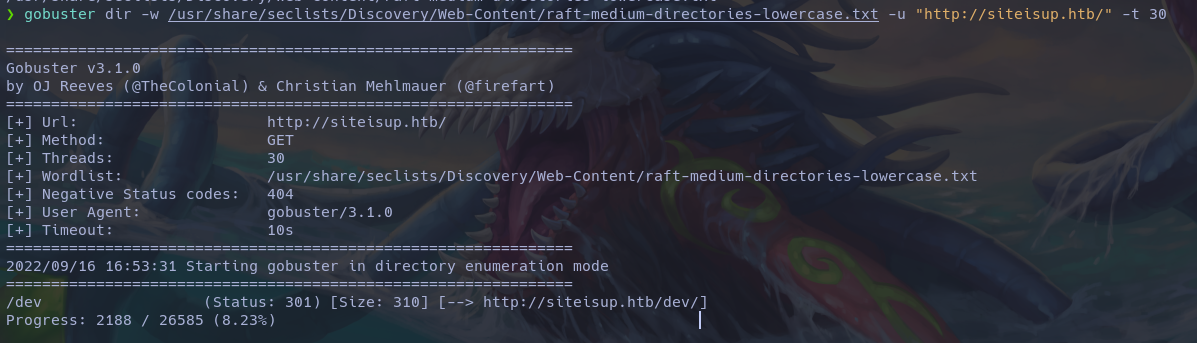 ❯ gobuster dir -w /usr/share/seclists/Discovery/Web-Content/raft-medium-directories-lowercase.txt -u "http://siteisup.htb/" -t 30
===============================================================
Gobuster v3.1.0
by OJ Reeves (@TheColonial) & Christian Mehlmauer (@firefart)
===============================================================
[+] Url:                     http://siteisup.htb/
[+] Method:                  GET
[+] Threads:                 30
[+] Wordlist:                /usr/share/seclists/Discovery/Web-Content/raft-medium-directories-lowercase.txt
[+] Negative Status codes:   404
[+] User Agent:              gobuster/3.1.0
[+] Timeout:                 10s
===============================================================
2022/09/16 16:53:31 Starting gobuster in directory enumeration mode
===============================================================
/dev                  (Status: 301) [Size: 310] [--> http://siteisup.htb/dev/]
Progress: 2188 / 26585 (8.23%)